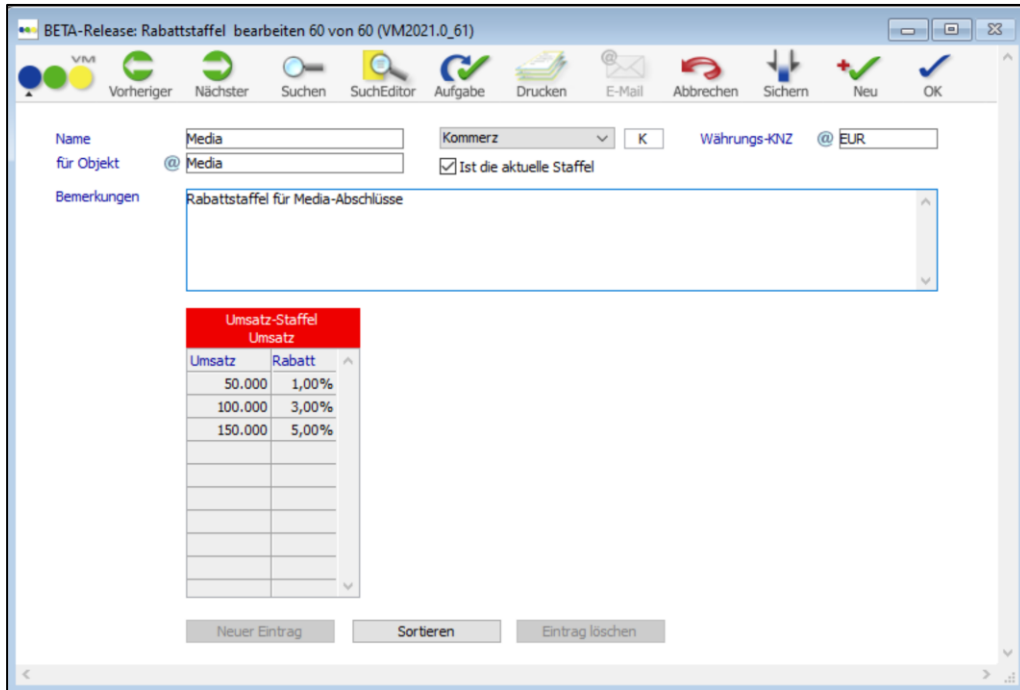 BETA-Release: Rabattstaffel bearbeiten 60 von 60 (VM2021.0_61)
VM
Vorheriger Nächster Suchen SuchEditor Aufgabe Drucken E-Mail Abbrechen Sichern Neu OK
Name Media Kommerz K Währungs-KNZ @ EUR
für Objekt @ Media Ist die aktuelle Staffel
Bemerkungen Rabattstaffel für Media-Abschlüsse
Umsatz-Staffel
Umsatz
Umsatz Rabatt
50.000 1,00%
100.000 3,00%
150.000 5,00%
Neuer Eintrag Sortieren Eintrag löschen